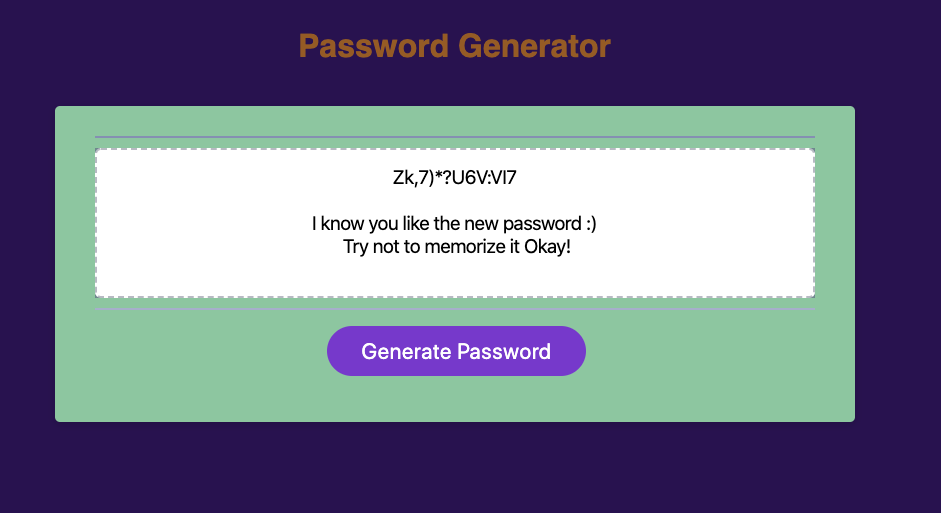 Password Generator
Zk,7)*?U6V:Vl7
I know you like the new password :)
Try not to memorize it Okay!
Generate Password